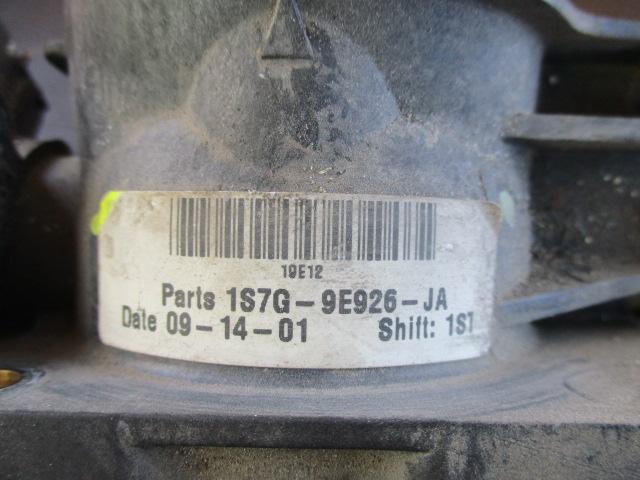 19E12
Parts 1S7G-9E926-JA
Date 09-14-01 Shift: 1ST